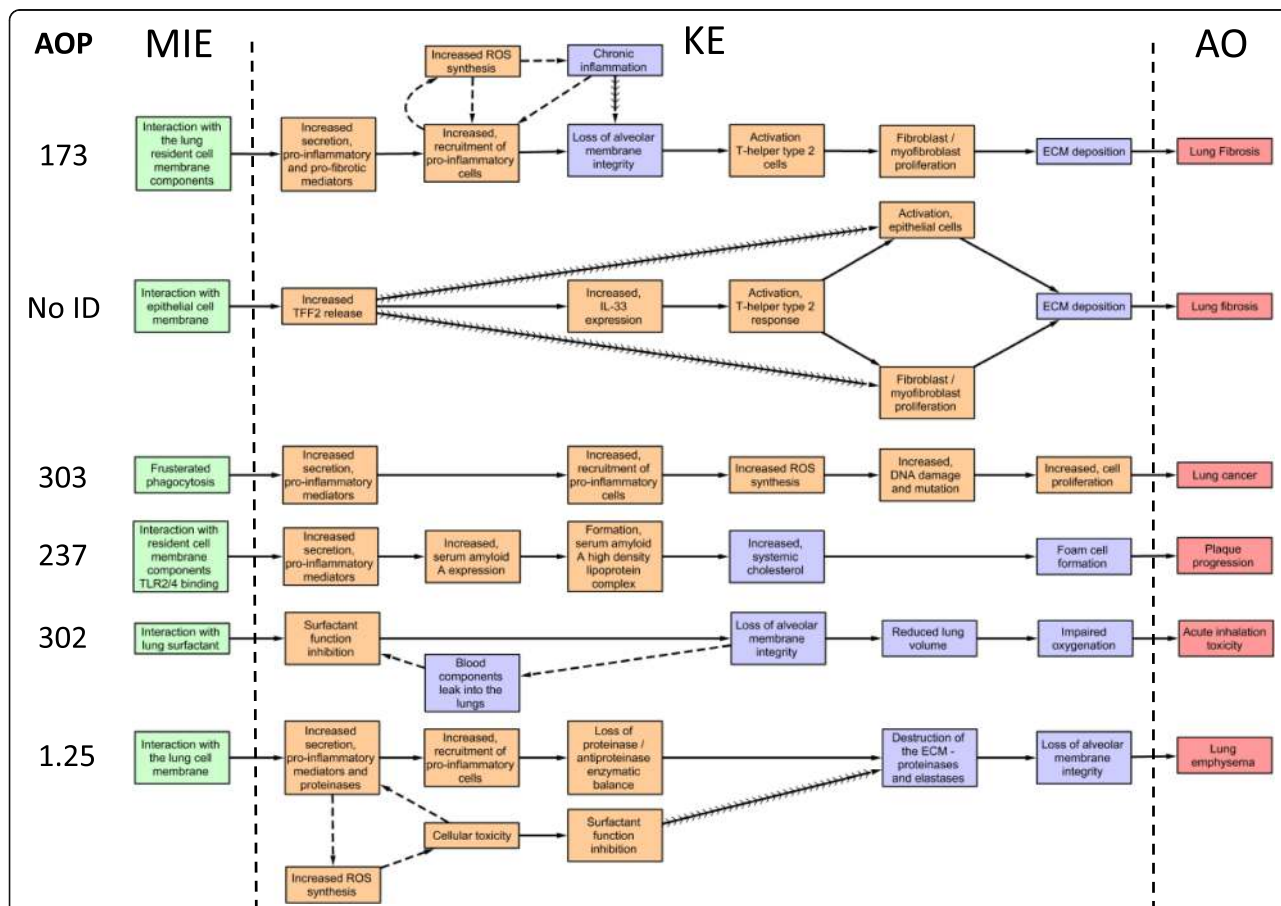 AOP
MIE
KE
AO
Increased ROS
synthesis
Chronic
inflammation
173
Interaction with
the lung
resident cell
membrane
components
Increased
secretion,
pro-inflammatory
and pro-fibrotic
mediators
Increased,
recruitment of
pro-inflammatory
cells
Loss of alveolar
membrane
integrity
Activation
T-helper type 2
cells
Fibroblast /
myofibroblast
proliferation
ECM deposition
Lung Fibrosis
Activation,
epithelial cells
No ID
Interaction with
epithelial cell
membrane
Increased
TFF2 release
Increased,
IL-33
expression
Activation,
T-helper type 2
response
ECM deposition
Lung fibrosis
Fibroblast /
myofibroblast
proliferation
303
Frusterated
phagocytosis
Increased
secretion,
pro-inflammatory
mediators
Increased,
recruitment of
pro-inflammatory
cells
Increased ROS
synthesis
Increased,
DNA damage
and mutation
Increased, cell
proliferation
Lung cancer
237
Interaction with
resident cell
membrane
components
TLR2/4 binding
Increased
secretion,
pro-inflammatory
mediators
Increased,
serum amyloid
A expression
Formation,
serum amyloid
A high density
lipoprotein
complex
Increased,
systemic
cholesterol
Foam cell
formation
Plaque
progression
302
Interaction with
lung surfactant
Surfactant
function
inhibition
Blood
components
leak into the
lungs
Loss of alveolar
membrane
integrity
Reduced lung
volume
Impaired
oxygenation
Acute inhalation
toxicity
1.25
Interaction with
the lung cell
membrane
Increased
secretion,
pro-inflammatory
mediators and
proteinases
Increased,
recruitment of
pro-inflammatory
cells
Loss of
proteinase /
antiproteinase
enzymatic
balance
Destruction of
the ECM -
proteinases
and elastases
Loss of alveolar
membrane
integrity
Lung
emphysema
Cellular toxicity
Surfactant
function
inhibition
Increased ROS
synthesis